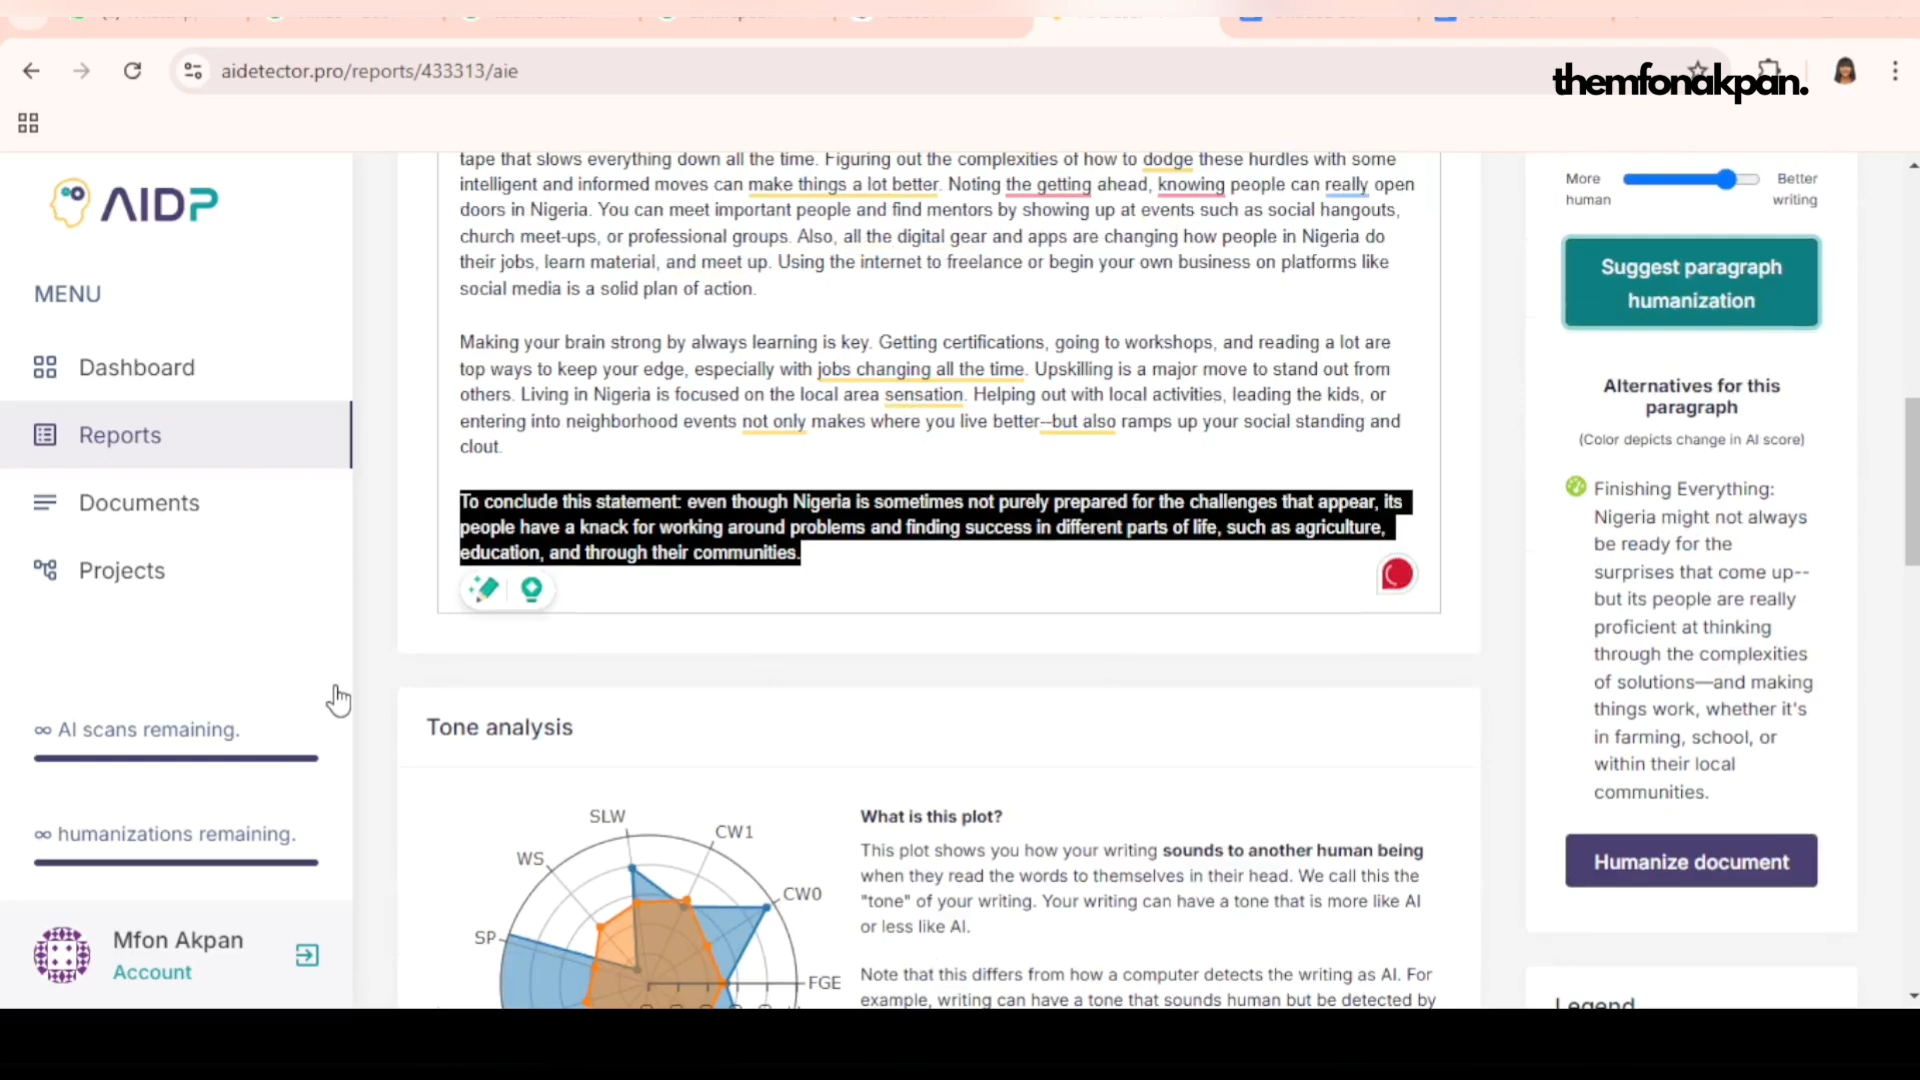 aidetector.pro/reports/433313/aie
themfonakpan.
AIDP
MENU
Dashboard
Reports
Documents
Projects
∞ AI scans remaining.
∞ humanizations remaining.
Mfon Akpan
Account
tape that slows everything down all the time. Figuring out the complexities of how to dodge these hurdles with some
intelligent and informed moves can make things a lot better. Noting the getting ahead, knowing people can really open
doors in Nigeria. You can meet important people and find mentors by showing up at events such as social hangouts,
church meet-ups, or professional groups. Also, all the digital gear and apps are changing how people in Nigeria do
their jobs, learn material, and meet up. Using the internet to freelance or begin your own business on platforms like
social media is a solid plan of action.
Making your brain strong by always learning is key. Getting certifications, going to workshops, and reading a lot are
top ways to keep your edge, especially with jobs changing all the time. Upskilling is a major move to stand out from
others. Living in Nigeria is focused on the local area sensation. Helping out with local activities, leading the kids, or
entering into neighborhood events not only makes where you live better--but also ramps up your social standing and
clout.
To conclude this statement: even though Nigeria is sometimes not purely prepared for the challenges that appear, its
people have a knack for working around problems and finding success in different parts of life, such as agriculture,
education, and through their communities.
Tone analysis
SLW
CW1
WS
CW0
SP
FGE
What is this plot?
This plot shows you how your writing sounds to another human being
when they read the words to themselves in their head. We call this the
"tone" of your writing. Your writing can have a tone that is more like AI
or less like AI.
Note that this differs from how a computer detects the writing as AI. For
example, writing can have a tone that sounds human but be detected by
More
human
Better
writing
Suggest paragraph
humanization
Alternatives for this
paragraph
(Color depicts change in AI score)
Finishing Everything:
Nigeria might not always
be ready for the
surprises that come up--
but its people are really
proficient at thinking
through the complexities
of solutions—and making
things work, whether it's
in farming, school, or
within their local
communities.
Humanize document
Legend